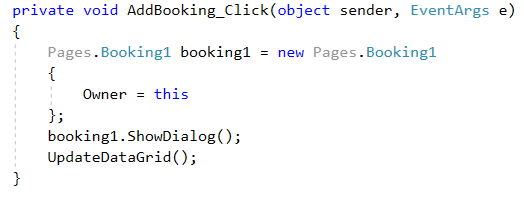 private void AddBooking_Click(object sender, EventArgs e)
{
    Pages.Booking1 booking1 = new Pages.Booking1
    {
        Owner = this
    };
    booking1.ShowDialog();
    UpdateDataGrid();
}